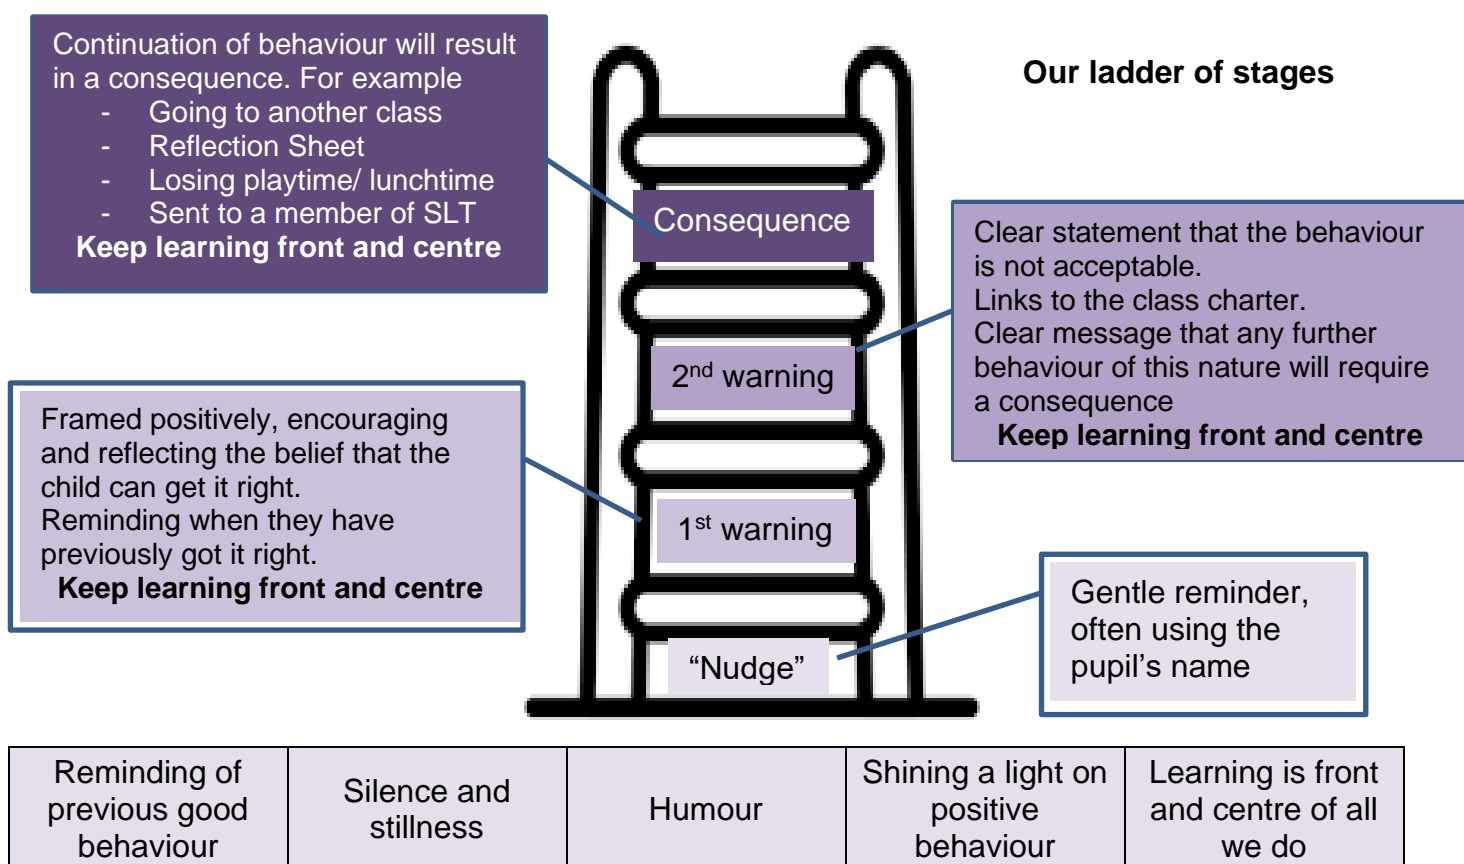 Our ladder of stages
Continuation of behaviour will result
in a consequence. For example
- Going to another class
- Reflection Sheet
- Losing playtime/ lunchtime
- Sent to a member of SLT
Keep learning front and centre
Consequence
Clear statement that the behaviour
is not acceptable.
Links to the class charter.
Clear message that any further
behaviour of this nature will require
a consequence
Keep learning front and centre
2nd warning
Framed positively, encouraging
and reflecting the belief that the
child can get it right.
Reminding when they have
previously got it right.
Keep learning front and centre
1st warning
Gentle reminder,
often using the
pupil’s name
“Nudge”
Reminding of
previous good
behaviour
Silence and
stillness
Humour
Shining a light on
positive
behaviour
Learning is front
and centre of all
we do